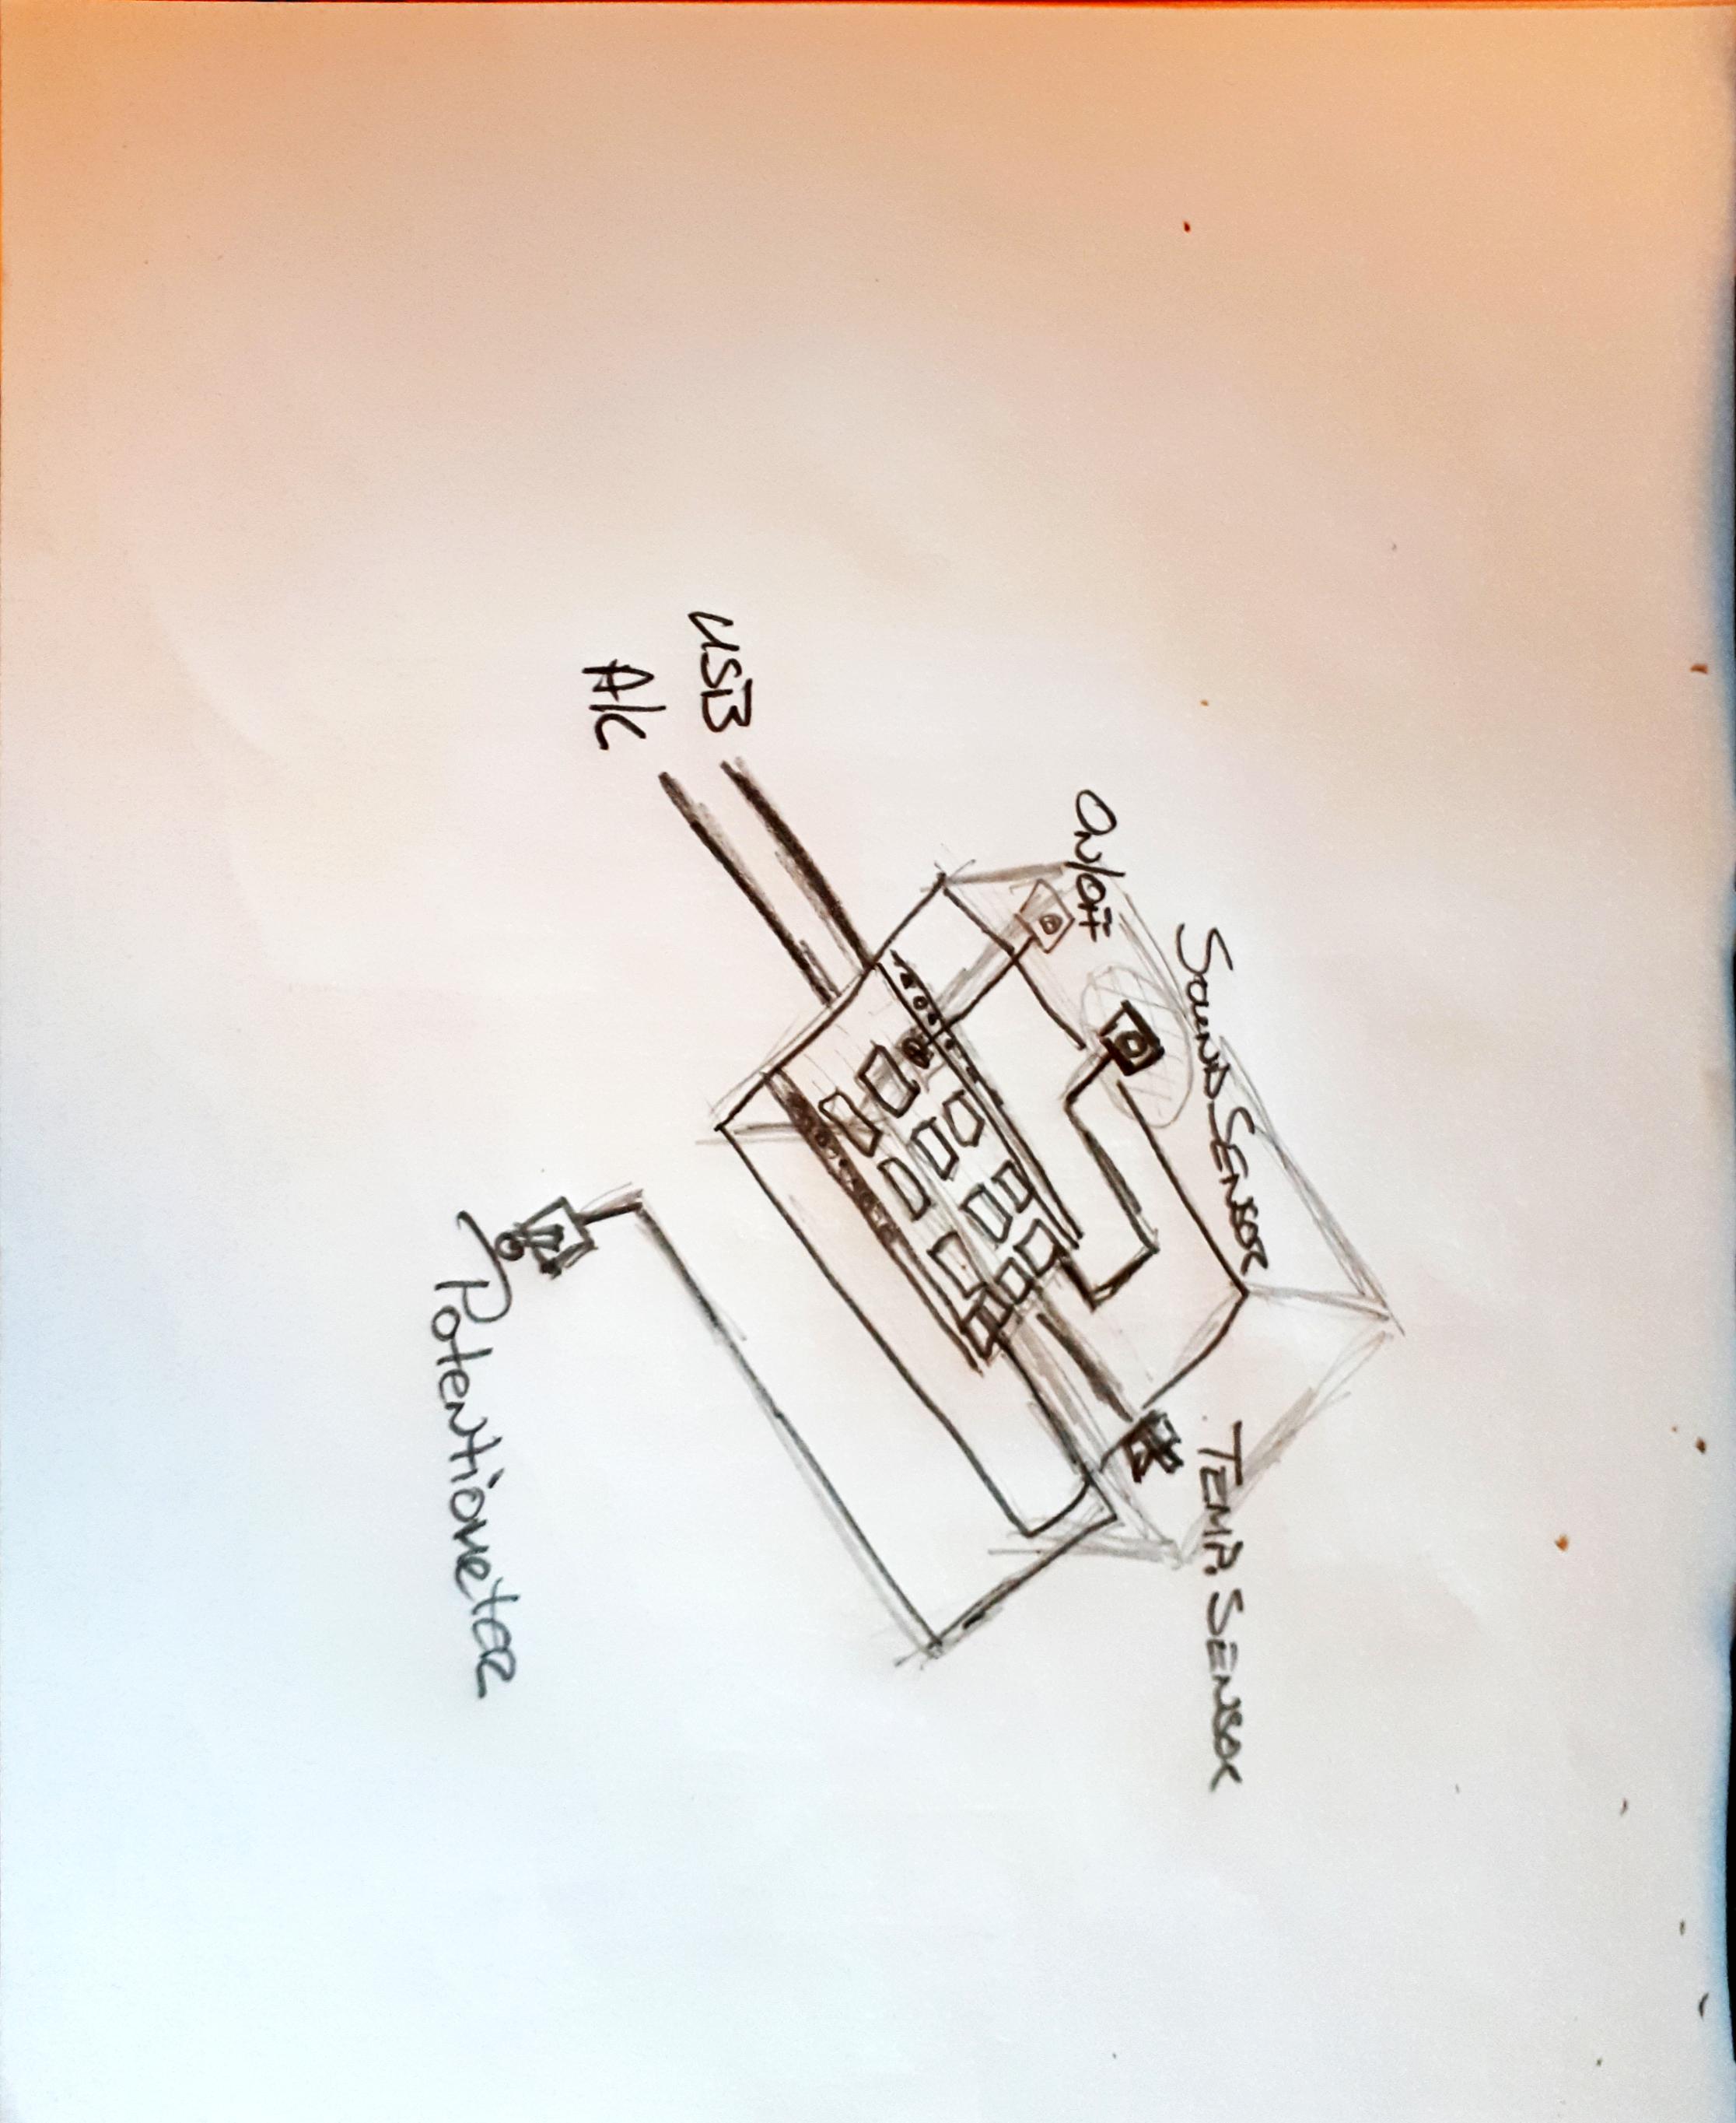 USB
A/C
On/Off
Sound Sensor
Temp. Sensor
Potentiometer